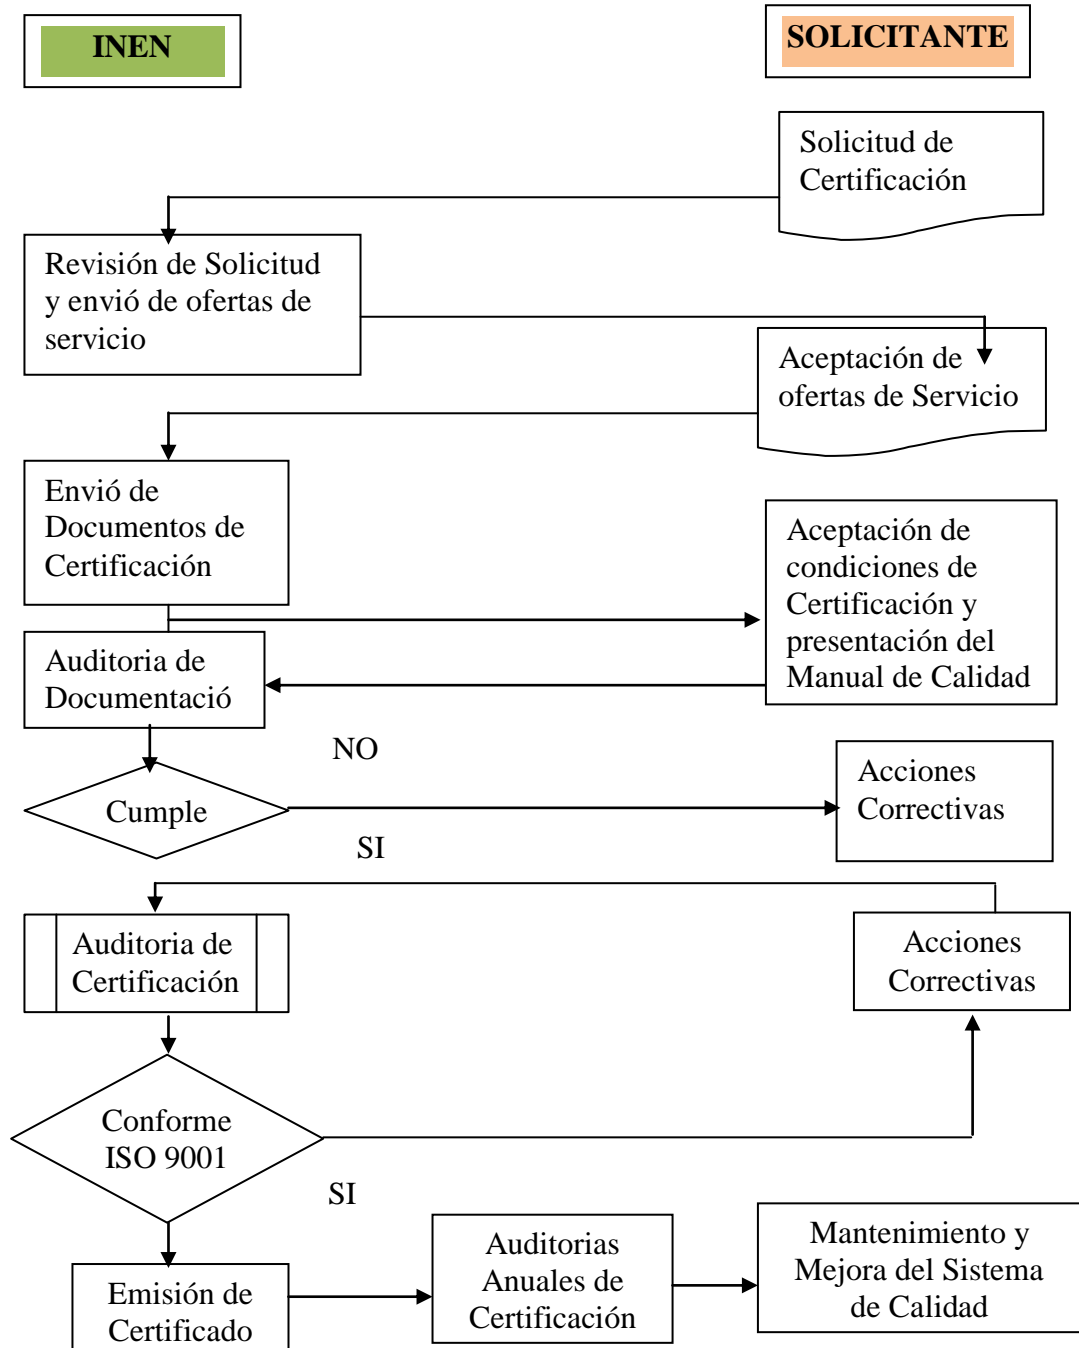 INEN
SOLICITANTE
Solicitud de
Certificación
Revisión de Solicitud
y envió de ofertas de
servicio
Aceptación de
ofertas de Servicio
Envió de
Documentos de
Certificación
Aceptación de
condiciones de
Certificación y
presentación del
Manual de Calidad
Auditoria de
Documentació
NO
Cumple
Acciones
Correctivas
SI
Auditoria de
Certificación
Acciones
Correctivas
Conforme
ISO 9001
SI
Emisión de
Certificado
Auditorias
Anuales de
Certificación
Mantenimiento y
Mejora del Sistema
de Calidad